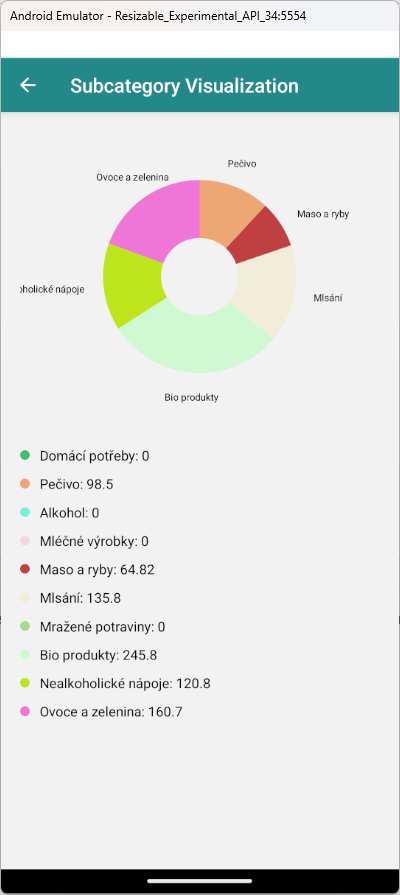 Android Emulator - Resizable_Experimental_API_34:5554
Subcategory Visualization
Pečivo
Ovoce a zelenina
Maso a ryby
oholické nápoje
Mlsání
Bio produkty
Domácí potřeby: 0
Pečivo: 98.5
Alkohol: 0
Mléčné výrobky: 0
Maso a ryby: 64.82
Mlsání: 135.8
Mražené potraviny: 0
Bio produkty: 245.8
Nealkoholické nápoje: 120.8
Ovoce a zelenina: 160.7